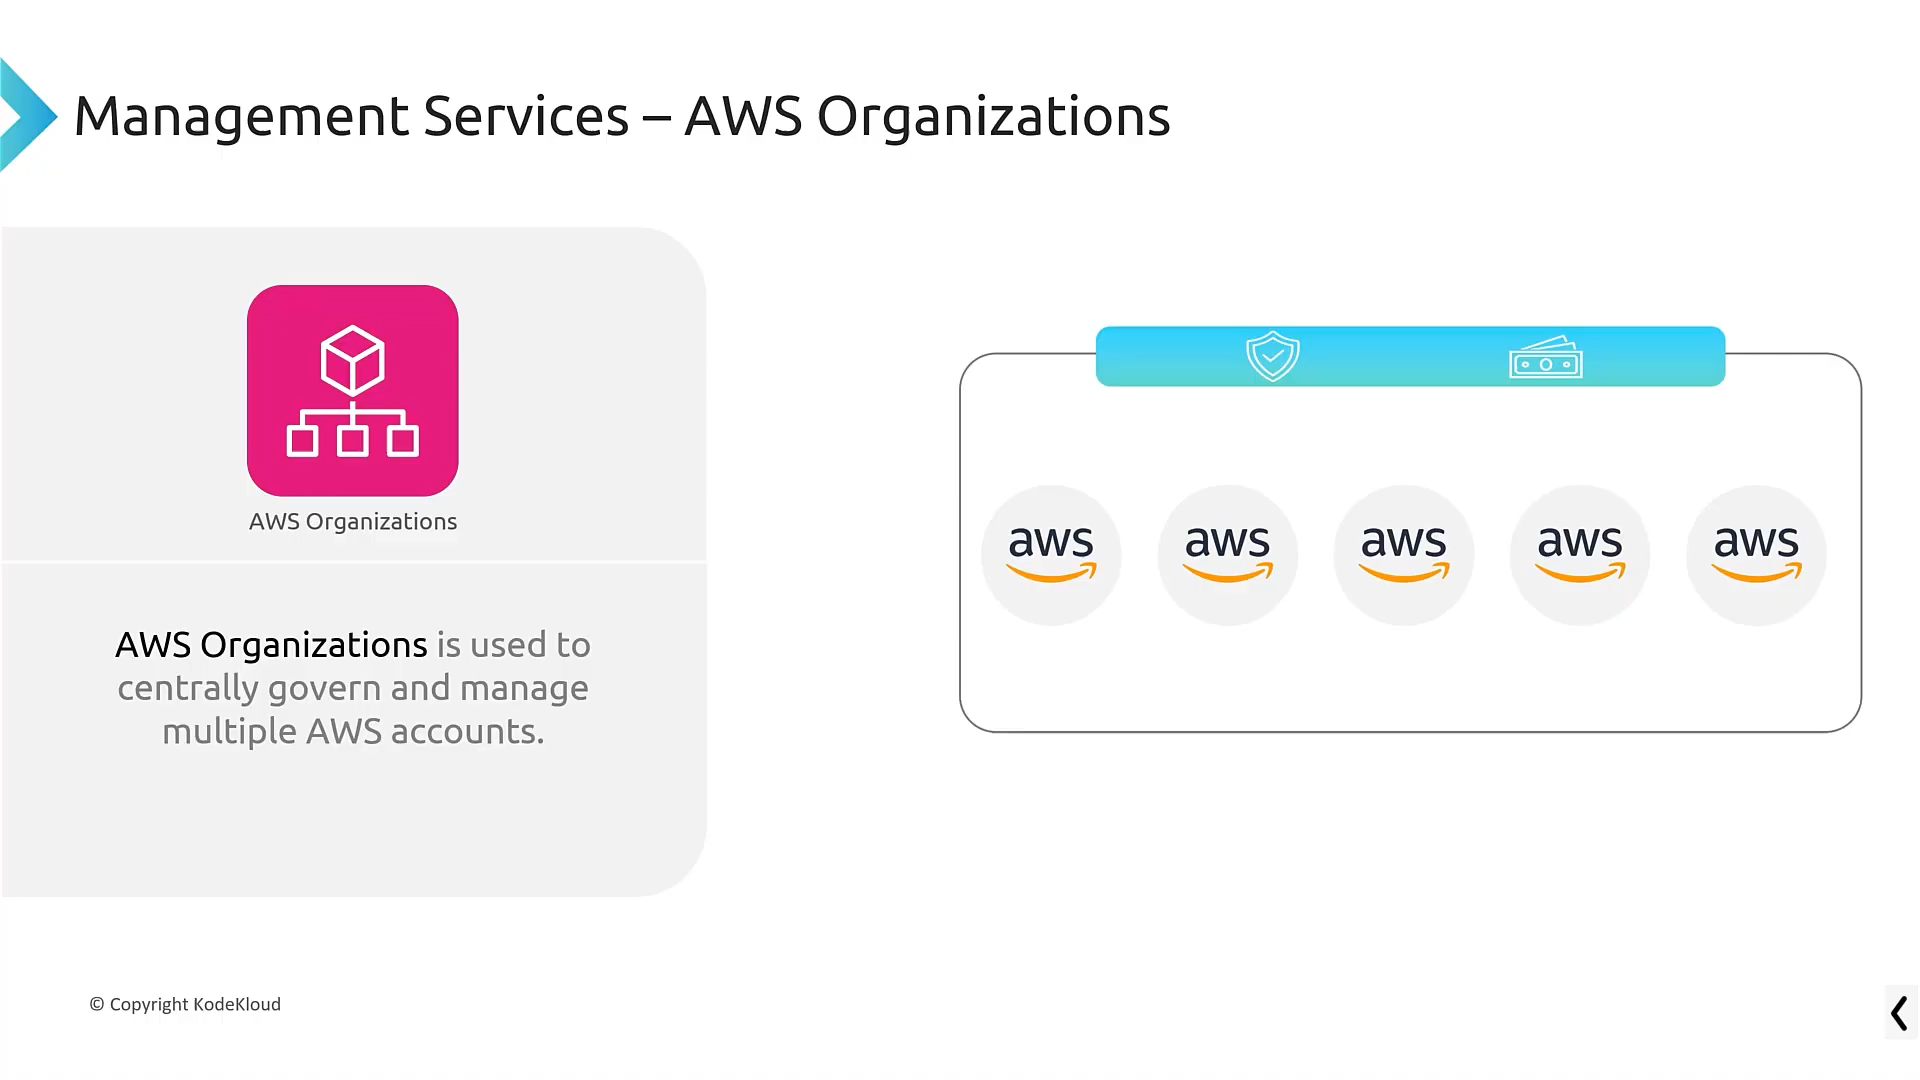 Management Services – AWS Organizations
AWS Organizations
AWS Organizations is used to
centrally govern and manage
multiple AWS accounts.
aws aws aws aws aws
© Copyright KodeKloud